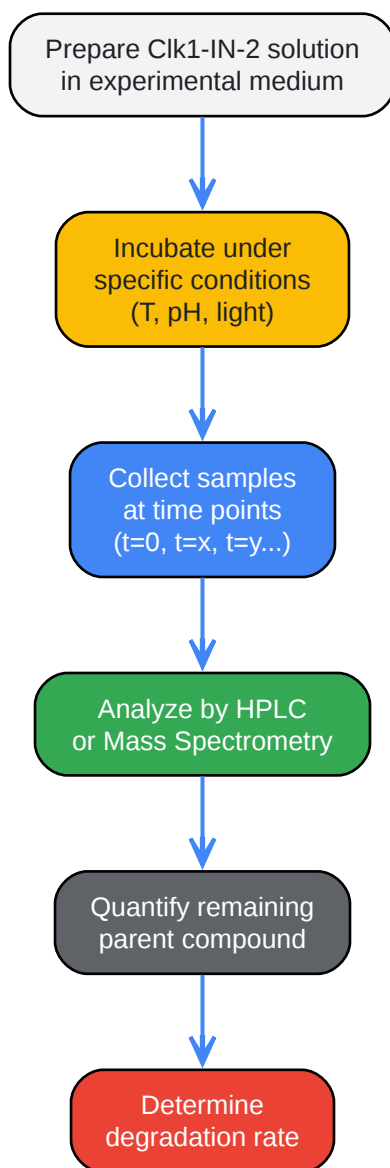 Prepare Clk1-IN-2 solution
in experimental medium
Incubate under
specific conditions
(T, pH, light)
Collect samples
at time points
(t=0, t=x, t=y...)
Analyze by HPLC
or Mass Spectrometry
Quantify remaining
parent compound
Determine
degradation rate